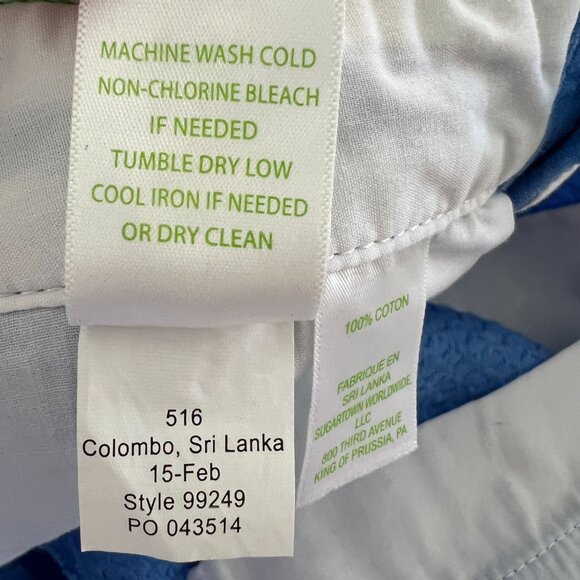 MACHINE WASH COLD
NON-CHLORINE BLEACH
IF NEEDED
TUMBLE DRY LOW
COOL IRON IF NEEDED
OR DRY CLEAN
100% COTON
FABRIQUE EN
SRI LANKA
SUGARTOWN WORLDWIDE,
LLC
800 THIRD AVENUE
KING OF PRUSSIA, PA
516
Colombo, Sri Lanka
15-Feb
Style 99249
PO 043514